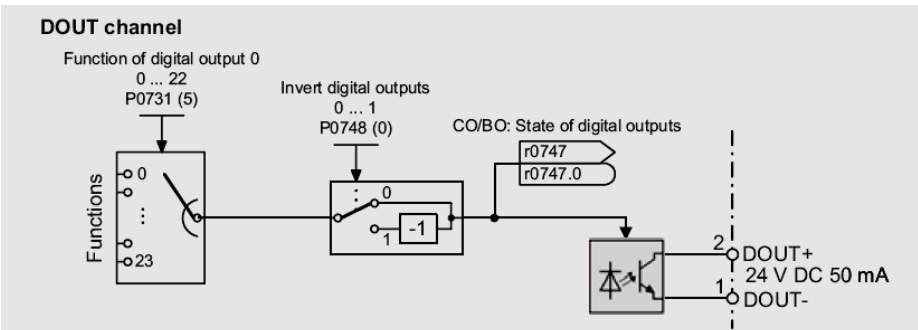 DOUT channel
Function of digital output 0
0 ... 22
P0731 (5)
Invert digital outputs
0 ... 1
P0748 (0)
CO/BO: State of digital outputs
r0747
r0747.0
Functions
0
⋮
23
⋮
0
1
-1
2
DOUT+
24 V DC 50 mA
1
DOUT-